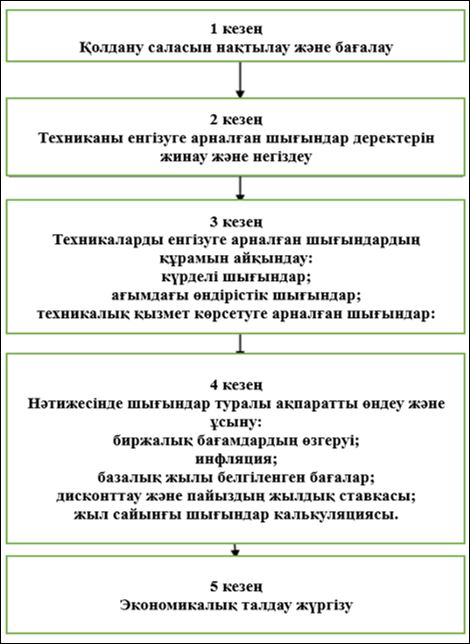 1 кезең
Қолдану саласын нақтылау және бағалау
2 кезең
Техниканы енгізуге арналған шығындар деректерін
жинау және негіздеу
3 кезең
Техникаларды енгізуге арналған шығындардың
құрамын айқындау:
күрделі шығындар;
ағымдағы өндірістік шығындар;
техникалық қызмет көрсетуге арналған шығындар:
4 кезең
Нәтижесінде шығындар туралы ақпаратты өндеу және
ұсыну:
биржалық бағамдардың өзгеруі;
инфляция;
базалық жылы белгіленген бағалар;
дисконттау және пайыздың жылдық ставкасы;
жыл сайынғы шығындар калькуляциясы.
5 кезең
Экономикалық талдау жүргізу